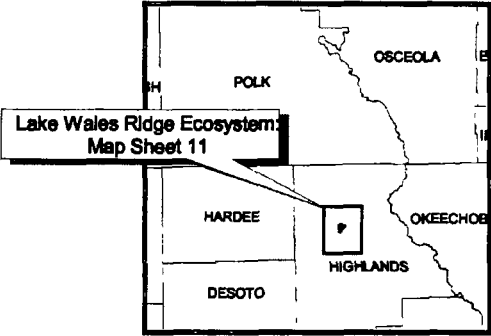 OSCEOLA
POLK
Lake Wales Ridge Ecosystem:
Map Sheet 11
HARDEE
OKEECHOB
HIGHLANDS
DESOTO